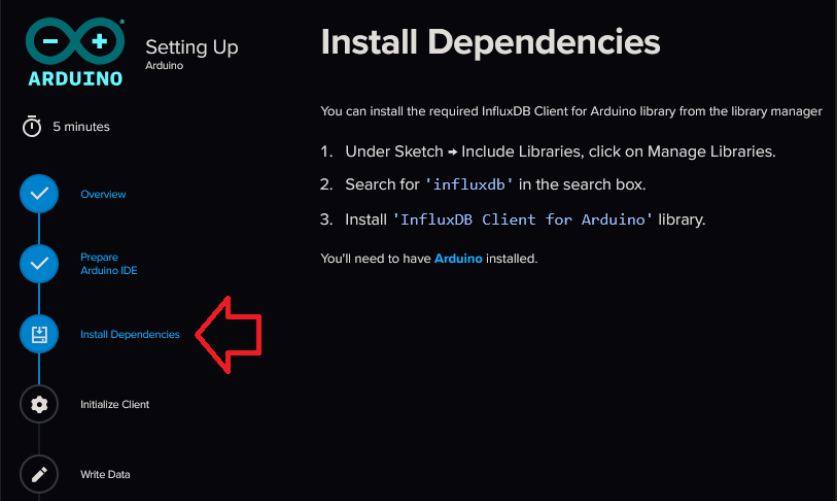 ARDUINO
Setting Up
Arduino
5 minutes
Overview
Prepare
Arduino IDE
Install Dependencies
Initialize Client
Write Data
Install Dependencies
You can install the required InfluxDB Client for Arduino library from the library manager
1. Under Sketch → Include Libraries, click on Manage Libraries.
2. Search for 'influxdb' in the search box.
3. Install 'InfluxDB Client for Arduino' library.
You'll need to have Arduino installed.